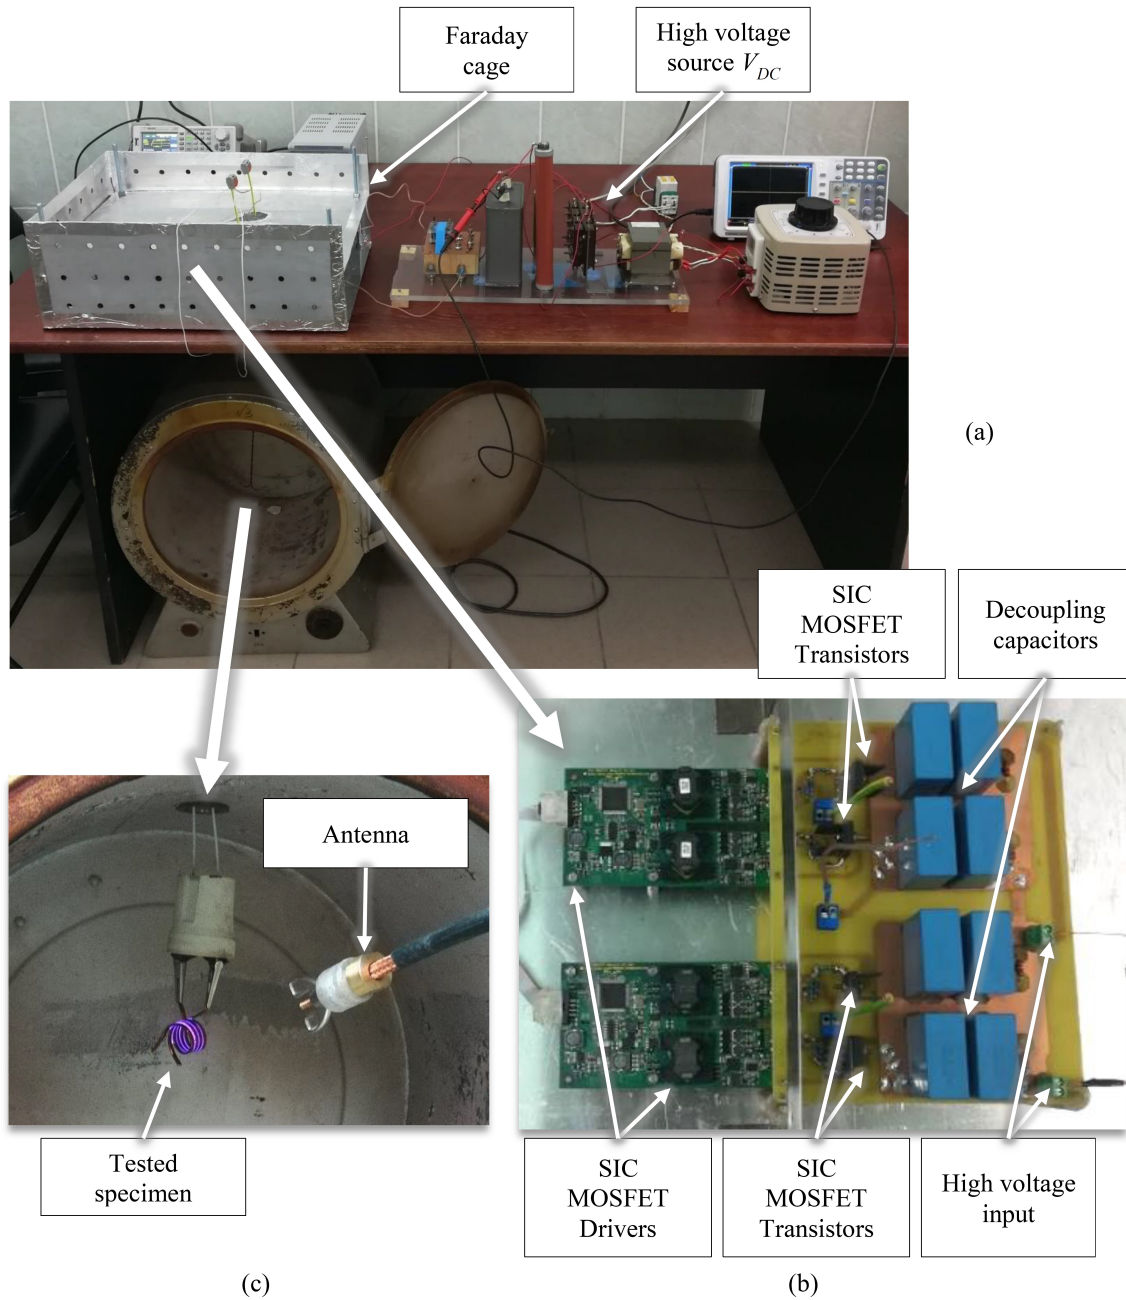 Faraday
cage
High voltage
source V_DC
(a)
SIC
MOSFET
Transistors
Decoupling
capacitors
Antenna
Tested
specimen
SIC
MOSFET
Drivers
SIC
MOSFET
Transistors
High voltage
input
(c)
(b)